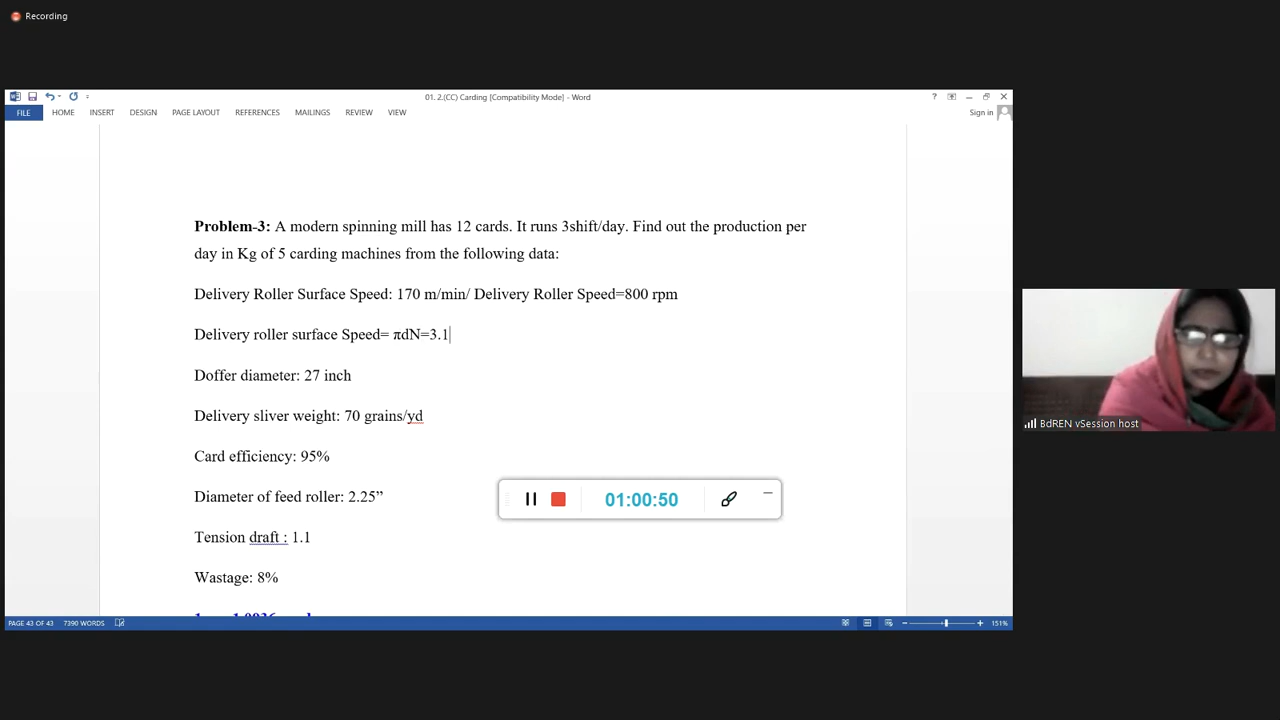 Recording
01. 2.(CC) Carding [Compatibility Mode] - Word
FILE HOME INSERT DESIGN PAGE LAYOUT REFERENCES MAILINGS REVIEW VIEW Sign in
Problem-3: A modern spinning mill has 12 cards. It runs 3shift/day. Find out the production per
day in Kg of 5 carding machines from the following data:
Delivery Roller Surface Speed: 170 m/min/ Delivery Roller Speed=800 rpm
Delivery roller surface Speed= πdN=3.1
Doffer diameter: 27 inch
Delivery sliver weight: 70 grains/yd
Card efficiency: 95%
Diameter of feed roller: 2.25”
Tension draft : 1.1
Wastage: 8%
01:00:50
BdREN vSession host
PAGE 43 OF 43 7390 WORDS 151%